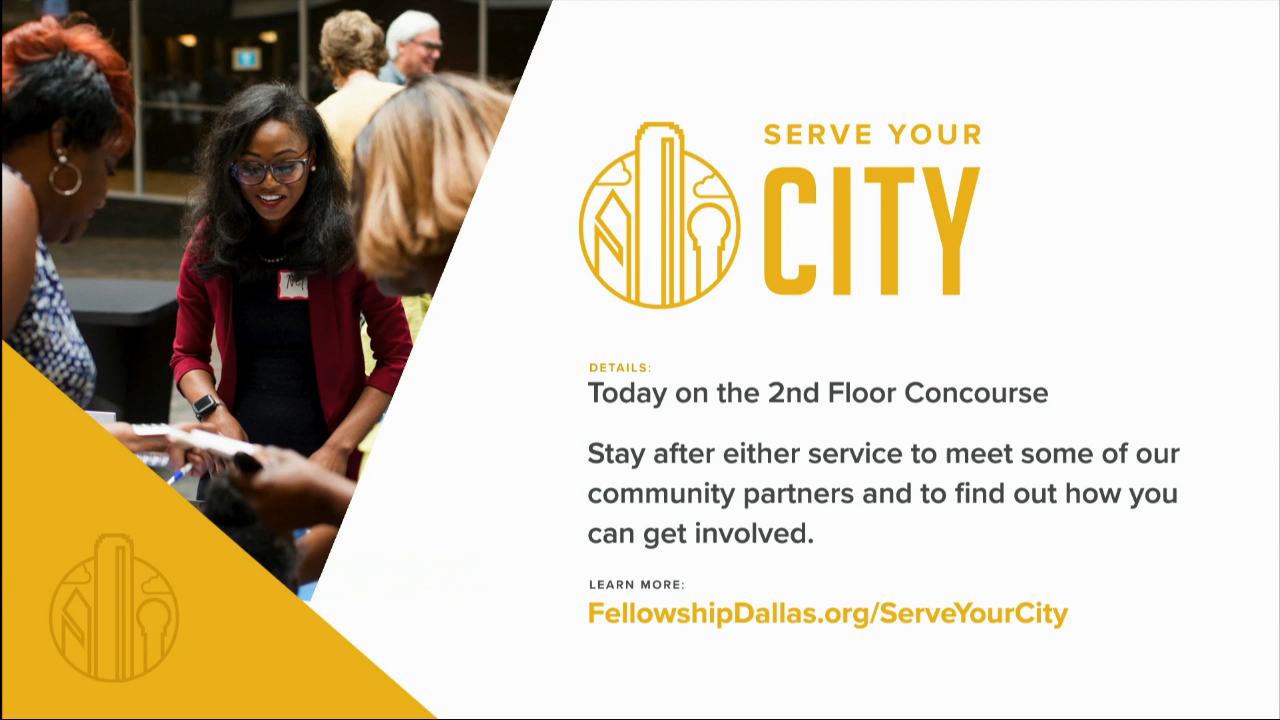 SERVE YOUR
CITY
DETAILS:
Today on the 2nd Floor Concourse
Stay after either service to meet some of our
community partners and to find out how you
can get involved.
LEARN MORE:
FellowshipDallas.org/ServeYourCity